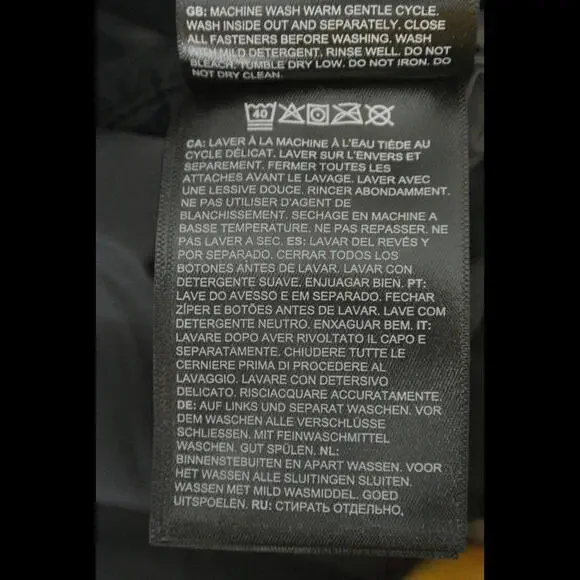 GB: MACHINE WASH WARM GENTLE CYCLE.
WASH INSIDE OUT AND SEPARATELY. CLOSE
ALL FASTENERS BEFORE WASHING. WASH
WITH MILD DETERGENT. RINSE WELL. DO NOT
BLEACH. TUMBLE DRY LOW. DO NOT IRON. DO
NOT DRY CLEAN.
40
CA: LAVER À LA MACHINE À L'EAU TIÈDE AU
CYCLE DÉLICAT. LAVER SUR L'ENVERS ET
SEPAREMENT. FERMER TOUTES LES
ATTACHES AVANT LE LAVAGE. LAVER AVEC
UNE LESSIVE DOUCE. RINCER ABONDAMMENT.
NE PAS UTILISER D'AGENT DE
BLANCHISSEMENT. SECHAGE EN MACHINE A
BASSE TEMPERATURE. NE PAS REPASSER. NE
PAS LAVER A SEC. ES: LAVAR DEL REVÉS Y
POR SEPARADO. CERRAR TODOS LOS
BOTONES ANTES DE LAVAR. LAVAR CON
DETERGENTE SUAVE. ENJUAGAR BIEN. PT:
LAVE DO AVESSO E EM SEPARADO. FECHAR
ZÍPER E BOTÕES ANTES DE LAVAR. LAVE COM
DETERGENTE NEUTRO. ENXAGUAR BEM. IT:
LAVARE DOPO AVER RIVOLTATO IL CAPO E
SEPARATAMENTE. CHIUDERE TUTTE LE
CERNIERE PRIMA DI PROCEDERE AL
LAVAGGIO. LAVARE CON DETERSIVO
DELICATO. RISCIACQUARE ACCURATAMENTE.
DE: AUF LINKS UND SEPARAT WASCHEN. VOR
DEM WASCHEN ALLE VERSCHLÜSSE
SCHLIESSEN. MIT FEINWASCHMITTEL
WASCHEN. GUT SPÜLEN. NL:
BINNENSTEBUITEN EN APART WASSEN. VOOR
HET WASSEN ALLE SLUITINGEN SLUITEN.
WASSEN MET MILD WASMIDDEL. GOED
UITSPOELEN. RU: СТИРАТЬ ОТДЕЛЬНО,